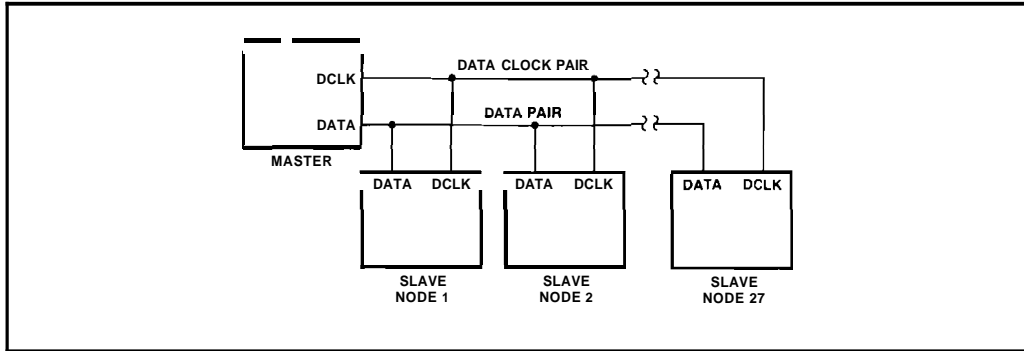 DATA CLOCK PAIR
DCLK
DATA PAIR
DATA
MASTER
DATA DCLK
DATA DCLK
DATA DCLK
SLAVE
NODE 1
SLAVE
NODE 2
SLAVE
NODE 27